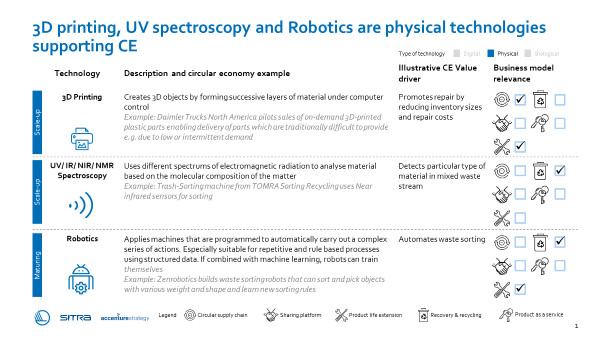 3D printing, UV spectroscopy and Robotics are physical technologies
supporting CE
Type of technology Digital Physical Biological
Technology
Description and circular economy example
Illustrative CE Value
driver
Business model
relevance
Scale-up
3D Printing
Creates 3D objects by forming successive layers of material under computer
control
Example: Daimler Trucks North America pilots sales of on-demand 3D-printed
plastic parts enabling delivery of parts which are traditionally difficult to provide
e.g. due to low or intermittent demand
Promotes repair by
reducing inventory sizes
and repair costs
Scale-up
UV/ IR/ NIR/ NMR
Spectroscopy
Uses different spectrums of electromagnetic radiation to analyse material
based on the molecular composition of the matter
Example: Trash-Sorting machine from TOMRA Sorting Recycling uses Near
infrared sensors for sorting
Detects particular type of
material in mixed waste
stream
Maturing
Robotics
Applies machines that are programmed to automatically carry out a complex
series of actions. Especially suitable for repetitive and rule based processes
using structured data. If combined with machine learning, robots can train
themselves
Example: Zenrobotics builds waste sorting robots that can sort and pick objects
with various weight and shape and learn new sorting rules
Automates waste sorting
SITRA accenturestrategy Legend Circular supply chain Sharing platform Product life extension Recovery & recycling Product as a service
1